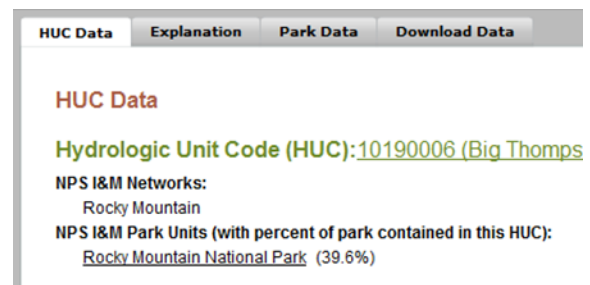 HUC Data Explanation Park Data Download Data
HUC Data
Hydrologic Unit Code (HUC): 10190006 (Big Thomps
NPS I&M Networks:
Rocky Mountain
NPS I&M Park Units (with percent of park contained in this HUC):
Rocky Mountain National Park (39.6%)